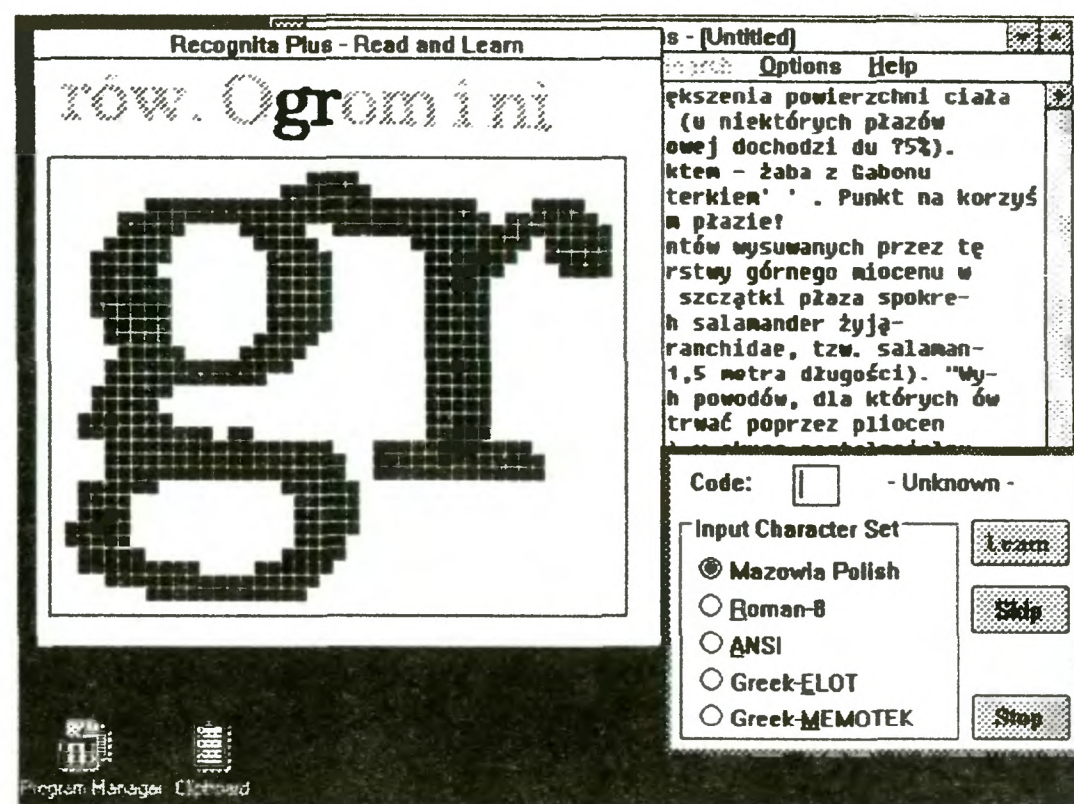 Recognita Plus - Read and Learn
rów. Ogromini
gr
s - [Untitled]
Options Help
ększenia powierzchni ciała
(u niektórych płazów
owej dochodzi du ?5%).
ktem - żaba z Gabonu
terkiem' ' . Punkt na korzyś
m płazie!
ntów wysuwanych przez tę
rstwy górnego miocenu w
szczątki płaza spokre-
h salamander żyją-
ranchidae, tzw. salaman-
1,5 metra długości). "Wy-
h powodów, dla których ów
trwać poprzez pliocen
Code: - Unknown -
Input Character Set
Mazowia Polish
Roman-8
ANSI
Greek-ELOT
Greek-MEMOTEK
Learn
Skip
Stop
Program Manager Clipboard